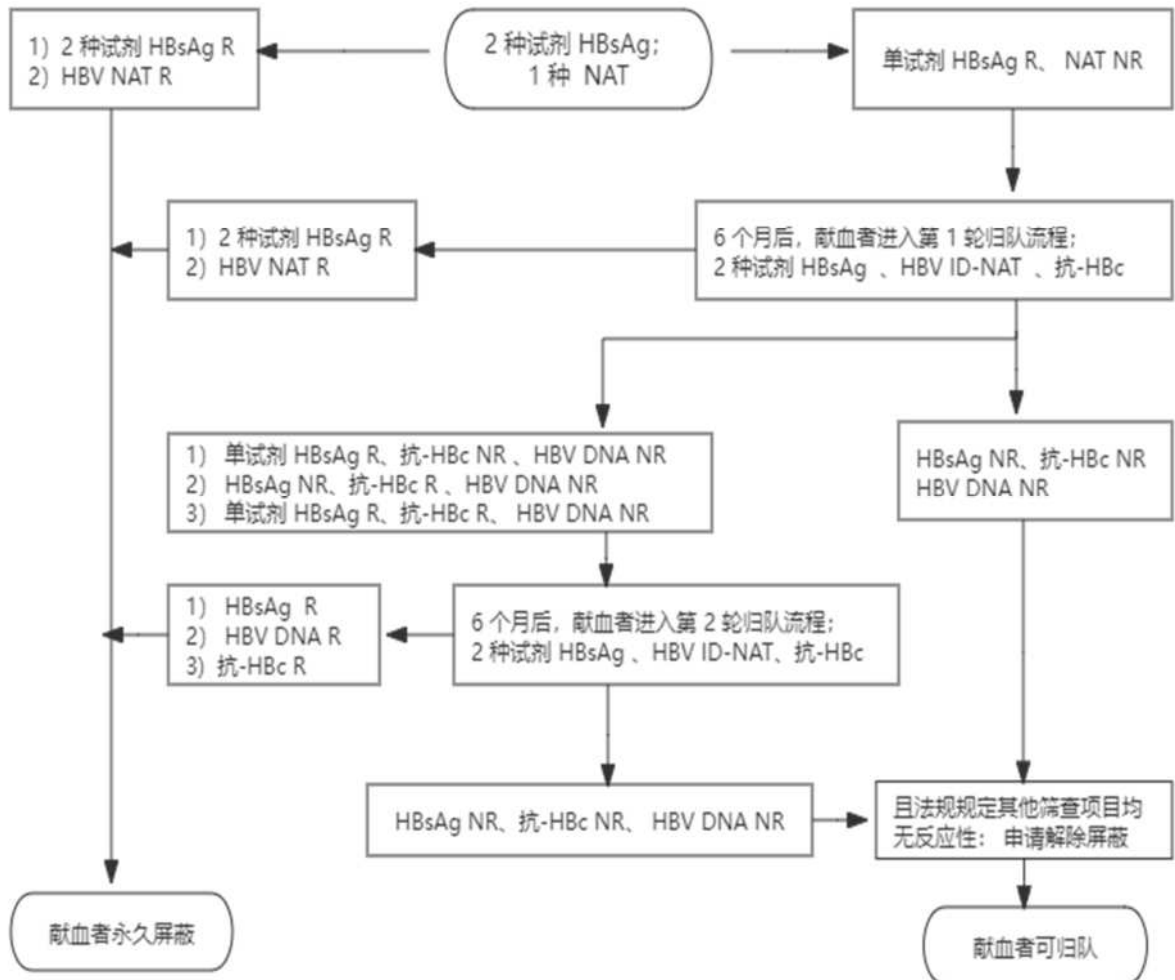 1) 2 种试剂 HBsAg R
2) HBV NAT R
2 种试剂 HBsAg;
1 种 NAT
单试剂 HBsAg R、 NAT NR
1) 2 种试剂 HBsAg R
2) HBV NAT R
6 个月后，献血者进入第 1 轮归队流程；
2 种试剂 HBsAg 、HBV ID-NAT 、抗-HBc
1) 单试剂 HBsAg R、抗-HBc NR 、HBV DNA NR
2) HBsAg NR、抗-HBc R 、HBV DNA NR
3) 单试剂 HBsAg R、抗-HBc R、 HBV DNA NR
HBsAg NR、抗-HBc NR
HBV DNA NR
1) HBsAg R
2) HBV DNA R
3) 抗-HBc R
6 个月后，献血者进入第 2 轮归队流程；
2 种试剂 HBsAg 、HBV ID-NAT、抗-HBc
HBsAg NR、抗-HBc NR、 HBV DNA NR
且法规规定其他筛查项目均
无反应性： 申请解除屏蔽
献血者永久屏蔽
献血者可归队